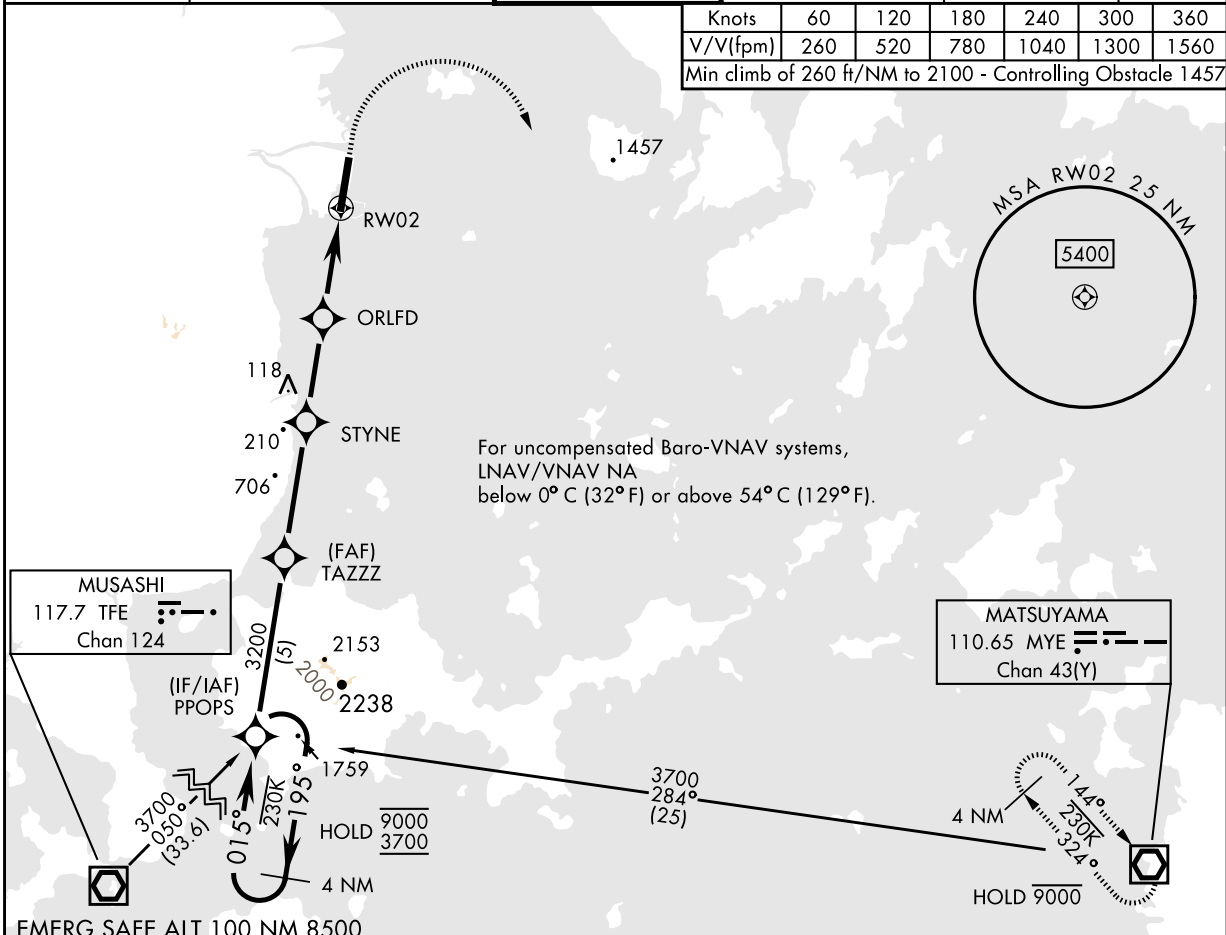 Knots 60 120 180 240 300 360
V/V(fpm) 260 520 780 1040 1300 1560
Min climb of 260 ft/NM to 2100 - Controlling Obstacle 1457
1457
MSA RW02 25 NM
5400
RW02
ORLFD
118
STYNE
210
706
For uncompensated Baro-VNAV systems,
LNAV/VNAV NA
below 0° C (32° F) or above 54° C (129° F).
(FAF)
TAZZZ
MUSASHI
117.7 TFE
Chan 124
MATSUYAMA
110.65 MYE
Chan 43(Y)
3200
(5)
2153
2000
2238
(IF/IAF)
PPOPS
1759
3700
050°
(33.6)
015°
230K
195°
HOLD 9000
3700
4 NM
3700
284°
(25)
4 NM
144°
230K
324°
HOLD 9000
EMERG SAFE ALT 100 NM 8500